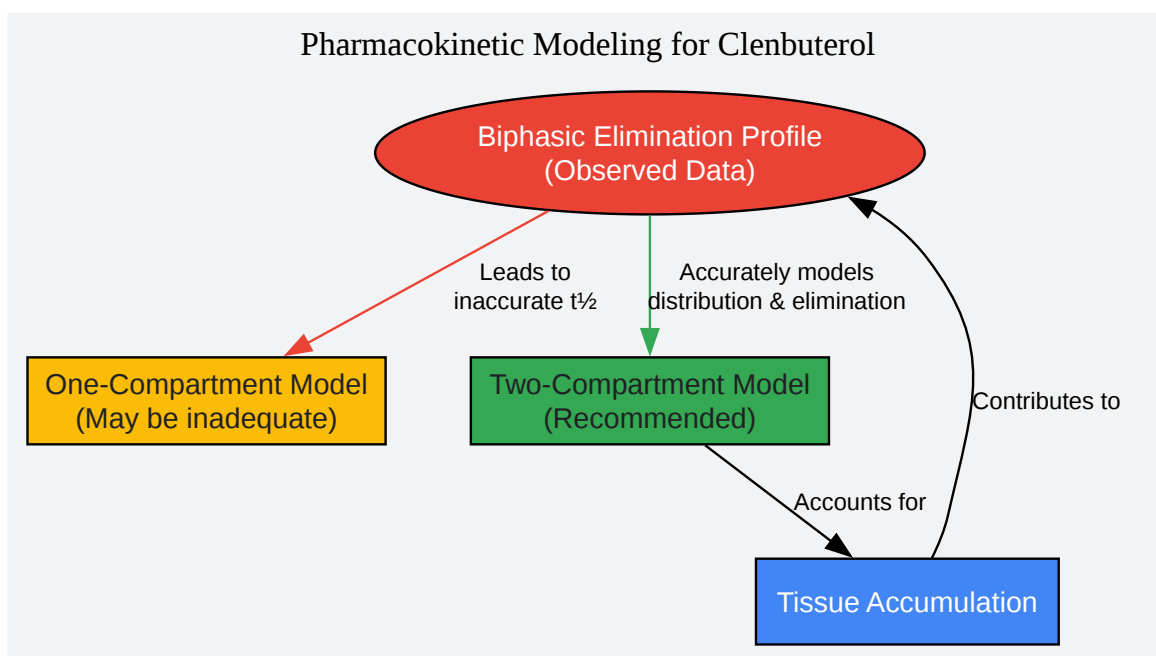 Pharmacokinetic Modeling for Clenbuterol
Biphasic Elimination Profile
(Observed Data)
Leads to
inaccurate t½
Accurately models
distribution & elimination
One-Compartment Model
(May be inadequate)
Two-Compartment Model
(Recommended)
Contributes to
Accounts for
Tissue Accumulation